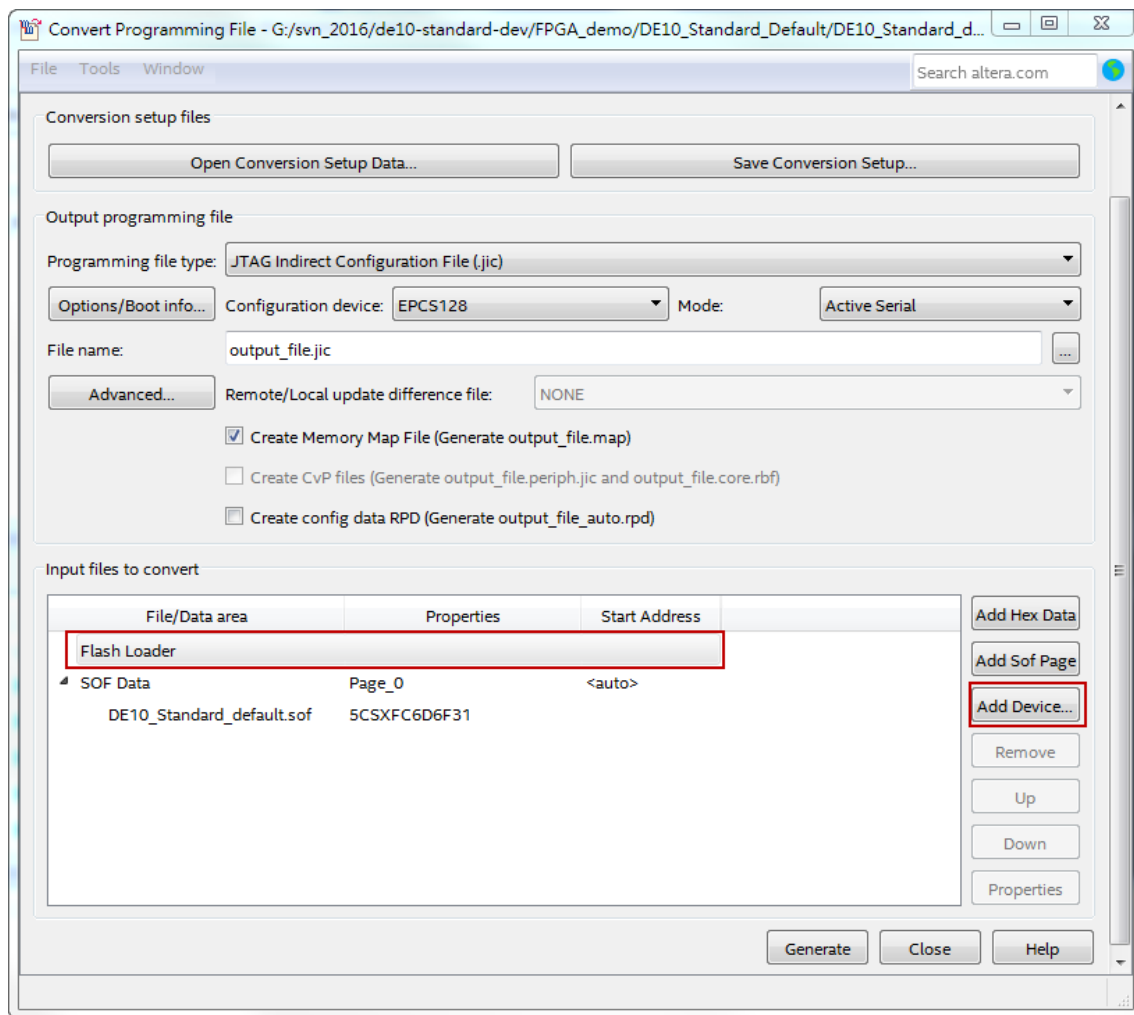 Convert Programming File - G:/svn_2016/de10-standard-dev/FPGA_demo/DE10_Standard_Default/DE10_Standard_d...
File Tools Window Search altera.com
Conversion setup files
Open Conversion Setup Data... Save Conversion Setup...
Output programming file
Programming file type: JTAG Indirect Configuration File (.jic)
Options/Boot info... Configuration device: EPCS128 Mode: Active Serial
File name: output_file.jic ...
Advanced... Remote/Local update difference file: NONE
Create Memory Map File (Generate output_file.map)
Create CvP files (Generate output_file.periph.jic and output_file.core.rbf)
Create config data RPD (Generate output_file_auto.rpd)
Input files to convert
File/Data area Properties Start Address Add Hex Data
Flash Loader Add Sof Page
SOF Data Page_0 <auto>
DE10_Standard_default.sof 5CSXFC6D6F31 Add Device...
Remove
Up
Down
Properties
Generate Close Help